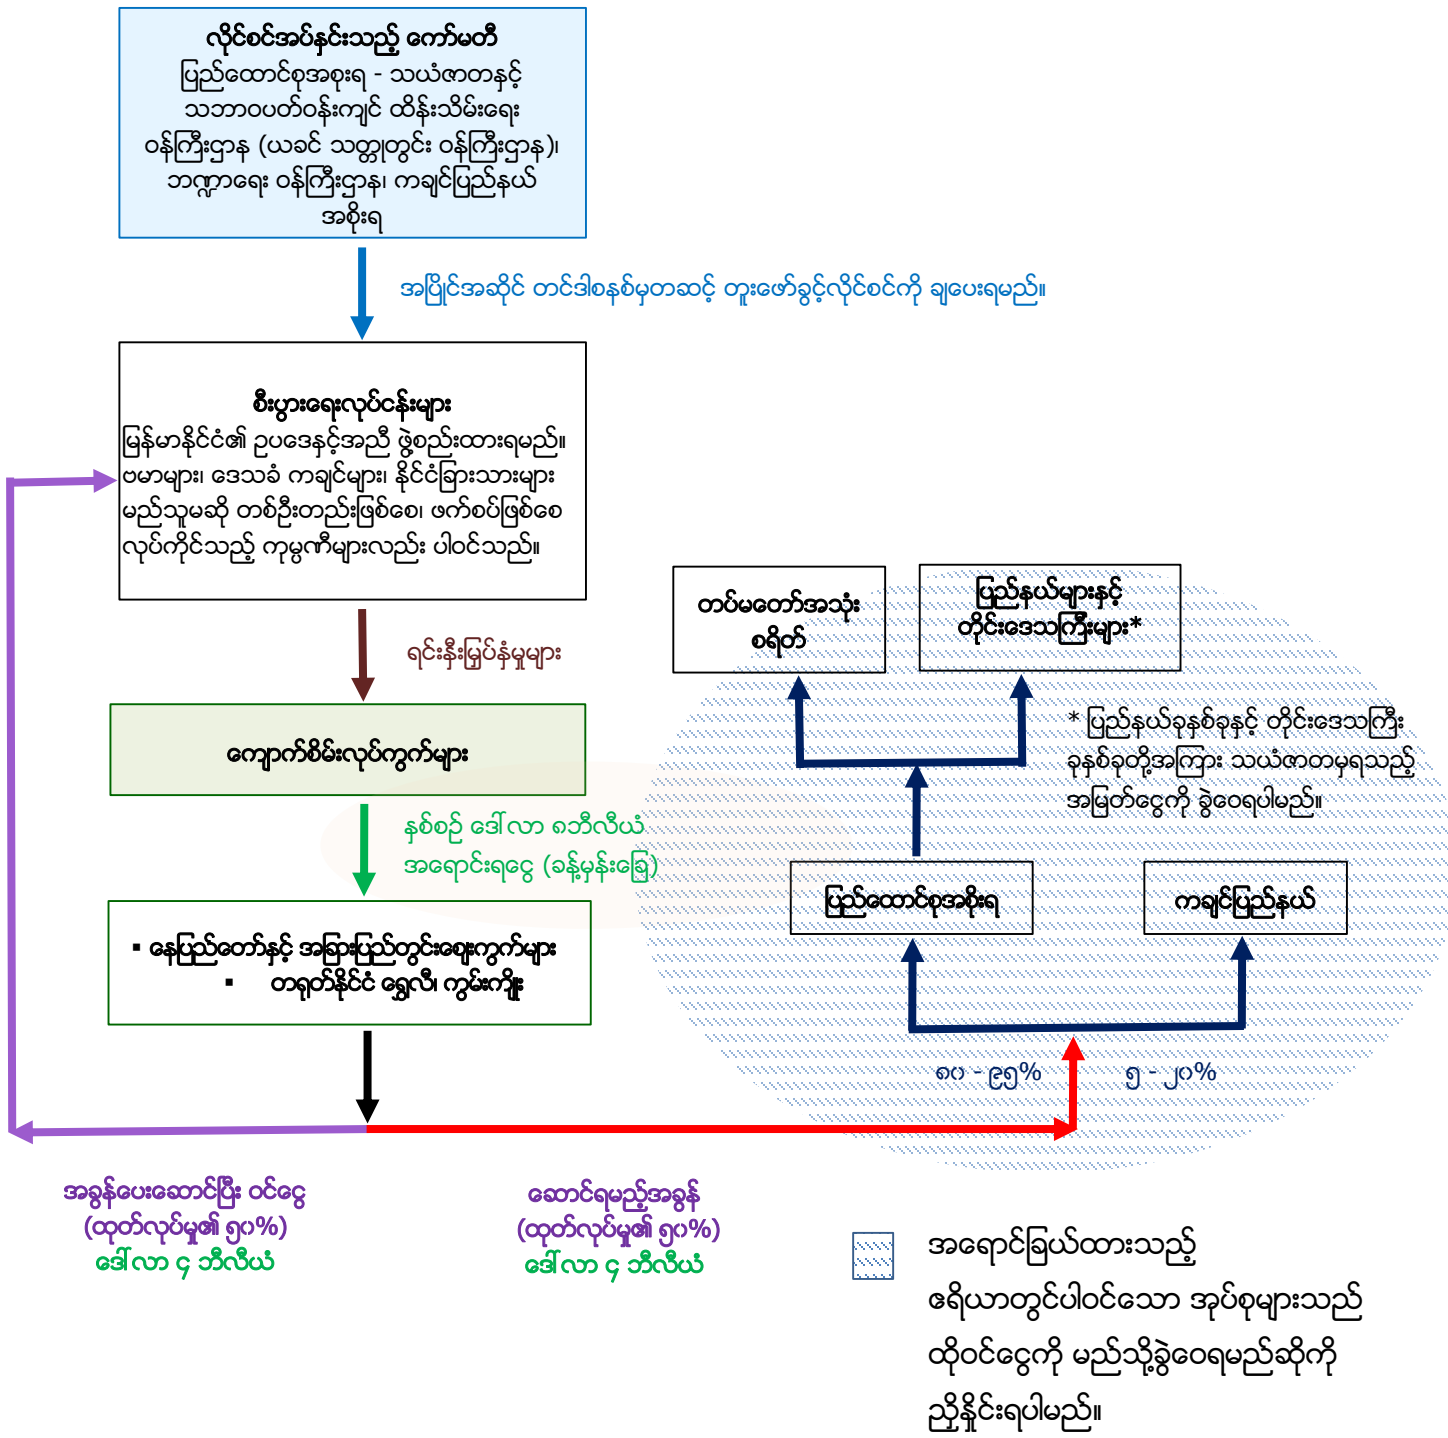 လိုင်စင်အပ်နှင်းသည့် ကော်မတီ
ပြည်ထောင်စုအစုးရ - သယံဇာတနှင့်
သဘာဝပတ်ဝန်းကျင် ထိန်းသိမ်းရေး
ဝန်ကြီးဌာန (ယခင် သတ္တုတွင်း ဝန်ကြီးဌာန)၊
ဘဏ္ဍာရေး ဝန်ကြီးဌာန၊ ကချင်ပြည်နယ်
အစိုးရ
အပြိုင်အဆိုင် တင်ဒါစနစ်မှတဆင့် တူးဖော်ခွင့်လိုင်စင်ကို ချပေးရမည်။
စီးပွားရေးလုပ်ငန်းများ
မြန်မာနိုင်ငံ၏ ဥပဒေနှင့်အညီ ဖွဲ့စည်းထားရမည်။
ဗမာများ၊ ဒေသခံ ကချင်များ၊ နိုင်ငံခြားသားများ
မည်သူမဆို တစ်ဦးတည်းဖြစ်စေ၊ ဖက်စပ်ဖြစ်စေ
လုပ်ကိုင်သည့် ကုမ္ပဏီများလည်း ပါဝင်သည်။
ရင်းနှီးမြှပ်နှံမှုများ
ကျောက်စိမ်းလုပ်ကွက်များ
နှစ်စဉ် ဒေါ်လာ ၈ဘီလီယံ
အရောင်းရငွေ (ခန့်မှန်းခြေ)
▪ နေပြည်တော်နှင့် အခြားပြည်တွင်းဈေးကွက်များ
▪ တရုတ်နိုင်ငံ ရွှေလီ၊ ကွမ်းကျိုး
တပ်မတော်အသုံး
စရိတ်
ပြည်နယ်များနှင့်
တိုင်းဒေသကြီးများ*
* ပြည်နယ်ခုနှစ်ခုနှင့် တိုင်းဒေသကြီး
ခုနှစ်ခုတို့အကြား သယံဇာတမှရသည့်
အမြတ်ငွေကို ခွဲဝေရပါမည်။
ပြည်ထောင်စုအစိုးရ
ကချင်ပြည်နယ်
၈၀ - ၉၅%
၅ - ၂၀%
အခွန်ပေးဆောင်ပြီး ဝင်ငွေ
(ထုတ်လုပ်မှု၏ ၅၀%)
ဒေါ်လာ ၄ ဘီလီယံ
ဆောင်ရမည့်အခွန်
(ထုတ်လုပ်မှု၏ ၅၀%)
ဒေါ်လာ ၄ ဘီလီယံ
အရောင်ခြယ်ထားသည့်
ဧရိယာတွင်ပါဝင်သော အုပ်စုများသည်
ထိုဝင်ငွေကို မည်သို့ခွဲဝေရမည်ဆိုကို
ညှိနှိုင်းရပါမည်။